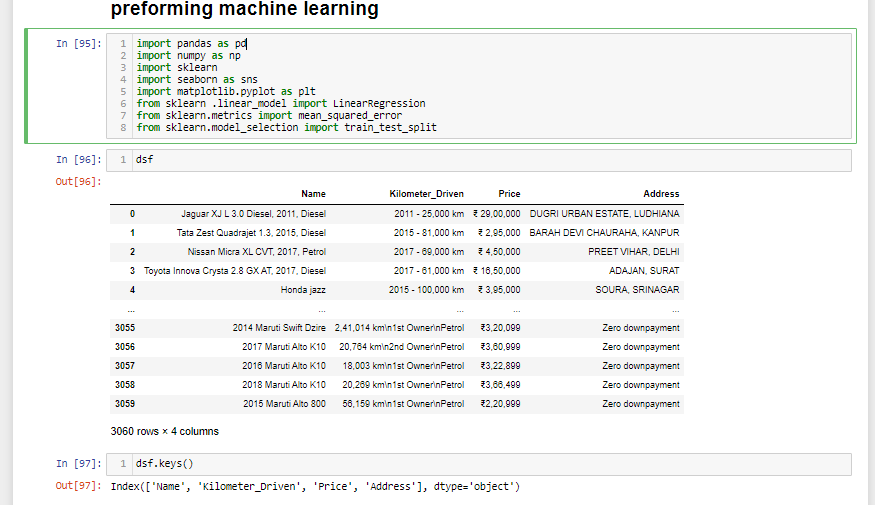 preforming machine learning
In [95]:
1 import pandas as pd
2 import numpy as np
3 import sklearn
4 import seaborn as sns
5 import matplotlib.pyplot as plt
6 from sklearn .linear_model import LinearRegression
7 from sklearn.metrics import mean_squared_error
8 from sklearn.model_selection import train_test_split
In [96]: 1 dsf
Out[96]:
Name Kilometer_Driven Price Address
0 Jaguar XJ L 3.0 Diesel, 2011, Diesel 2011 - 25,000 km ₹ 29,00,000 DUGRI URBAN ESTATE, LUDHIANA
1 Tata Zest Quadrajet 1.3, 2015, Diesel 2015 - 81,000 km ₹ 2,95,000 BARAH DEVI CHAURAHA, KANPUR
2 Nissan Micra XL CVT, 2017, Petrol 2017 - 69,000 km ₹ 4,50,000 PREET VIHAR, DELHI
3 Toyota Innova Crysta 2.8 GX AT, 2017, Diesel 2017 - 61,000 km ₹ 16,50,000 ADAJAN, SURAT
4 Honda jazz 2015 - 100,000 km ₹ 3,95,000 SOURA, SRINAGAR
... ... ... ... ...
3055 2014 Maruti Swift Dzire 2,41,014 km\n1st Owner\nPetrol ₹3,20,099 Zero downpayment
3056 2017 Maruti Alto K10 20,764 km\n2nd Owner\nPetrol ₹3,60,999 Zero downpayment
3057 2016 Maruti Alto K10 18,003 km\n1st Owner\nPetrol ₹3,22,899 Zero downpayment
3058 2018 Maruti Alto K10 20,269 km\n1st Owner\nPetrol ₹3,66,499 Zero downpayment
3059 2015 Maruti Alto 800 56,159 km\n1st Owner\nPetrol ₹2,20,999 Zero downpayment
3060 rows × 4 columns
In [97]: 1 dsf.keys()
Out[97]: Index(['Name', 'Kilometer_Driven', 'Price', 'Address'], dtype='object')